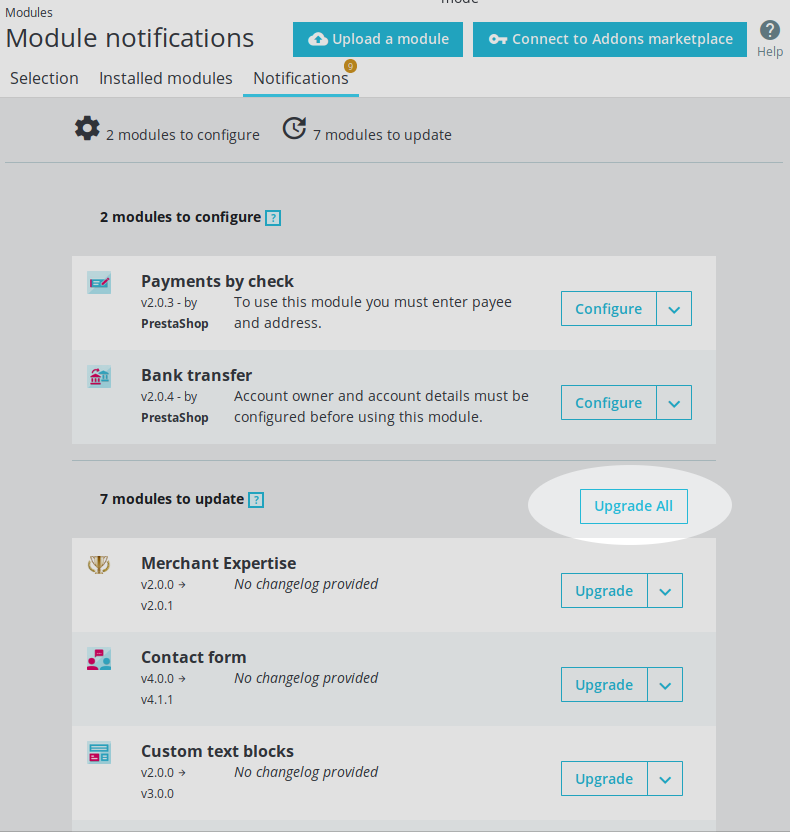 mode
Modules
Module notifications
Upload a module
Connect to Addons marketplace
? Help
Selection
Installed modules
Notifications
9
2 modules to configure
7 modules to update
2 modules to configure ?
Payments by check
v2.0.3 - by
PrestaShop
To use this module you must enter payee
and address.
Configure
Bank transfer
v2.0.4 - by
PrestaShop
Account owner and account details must be
configured before using this module.
Configure
7 modules to update ?
Upgrade All
Merchant Expertise
v2.0.0 →
v2.0.1
No changelog provided
Upgrade
Contact form
v4.0.0 →
v4.1.1
No changelog provided
Upgrade
Custom text blocks
v2.0.0 →
v3.0.0
No changelog provided
Upgrade